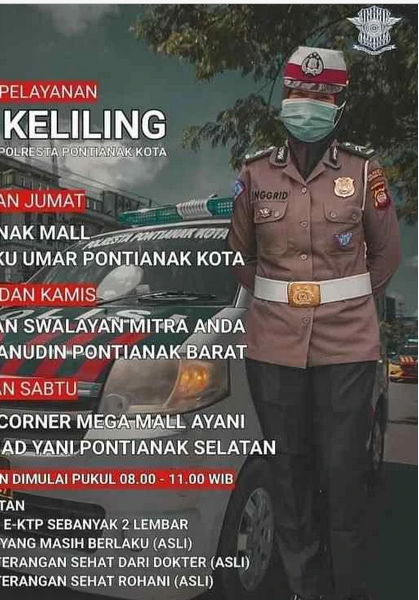 PELAYANAN
KELILING
POLRESTA PONTIANAK KOTA
AN JUMAT
NAK MALL
KU UMAR PONTIANAK KOTA
DAN KAMIS
AN SWALAYAN MITRA ANDA
ANUDIN PONTIANAK BARAT
AN SABTU
CORNER MEGA MALL AYANI
AD YANI PONTIANAK SELATAN
N DIMULAI PUKUL 08.00 - 11.00 WIB
TAN
E-KTP SEBANYAK 2 LEMBAR
YANG MASIH BERLAKU (ASLI)
TERANGAN SEHAT DARI DOKTER (ASLI)
TERANGAN SEHAT ROHANI (ASLI)
POLRESTA PONTIANAK KOTA
INGGRID